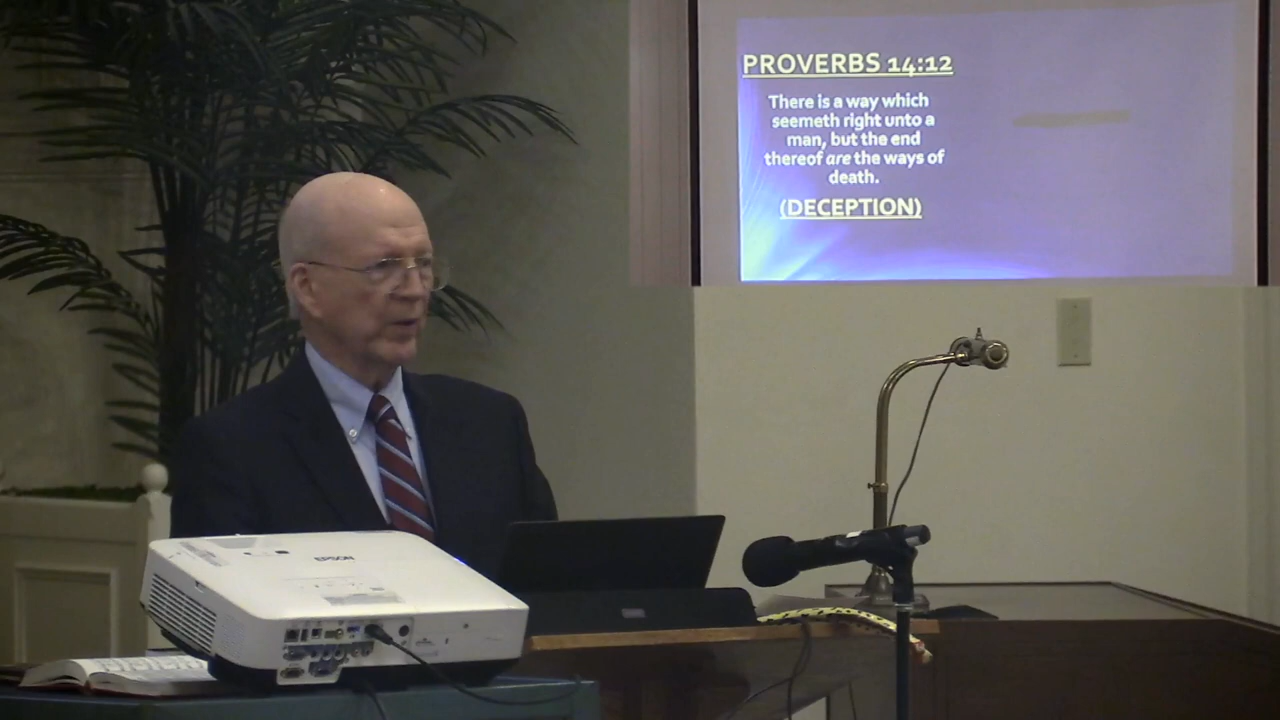 PROVERBS 14:12
There is a way which
seemeth right unto a
man, but the end
thereof are the ways of
death.
(DECEPTION)
EPSON